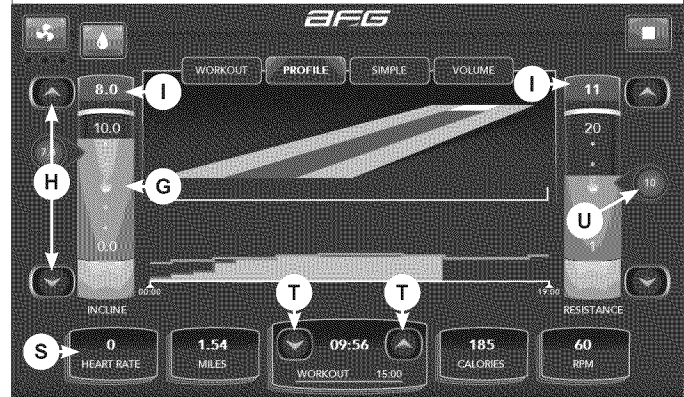 AFG
WORKOUT PROFILE SIMPLE VOLUME
8.0 I I 11
10.0 20
H G U 10
0.0 1
T T
00:00 19:00
INCLINE RESISTANCE
S 0 1.54 09:56 185 60
HEART RATE MILES CALORIES RPM
WORKOUT 15:00